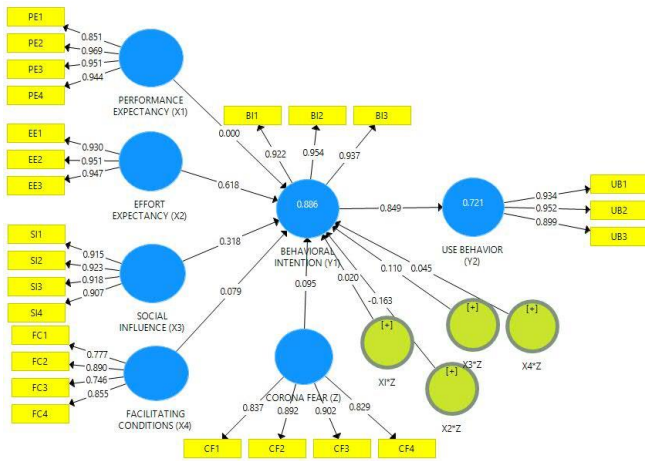 PE1
PE2
PE3
PE4
0.851
0.969
0.951
0.944
PERFORMANCE
EXPECTANCY (X1)
0.000
EE1
EE2
EE3
0.930
0.951
0.947
EFFORT
EXPECTANCY (X2)
0.618
SI1
SI2
SI3
SI4
0.915
0.923
0.918
0.907
SOCIAL
INFLUENCE (X3)
0.318
FC1
FC2
FC3
FC4
0.777
0.890
0.746
0.855
FACILITATING
CONDITIONS (X4)
0.079
BI1
BI2
BI3
0.922
0.954
0.937
0.886
BEHAVIORAL
INTENTION (Y1)
0.849
0.721
USE BEHAVIOR
(Y2)
0.934
0.952
0.899
UB1
UB2
UB3
0.095
0.020
-0.163
0.110
0.045
[+]
XI*Z
[+]
X2*Z
[+]
X3*Z
[+]
X4*Z
CORONA FEAR (Z)
0.837
0.892
0.902
0.829
CF1
CF2
CF3
CF4